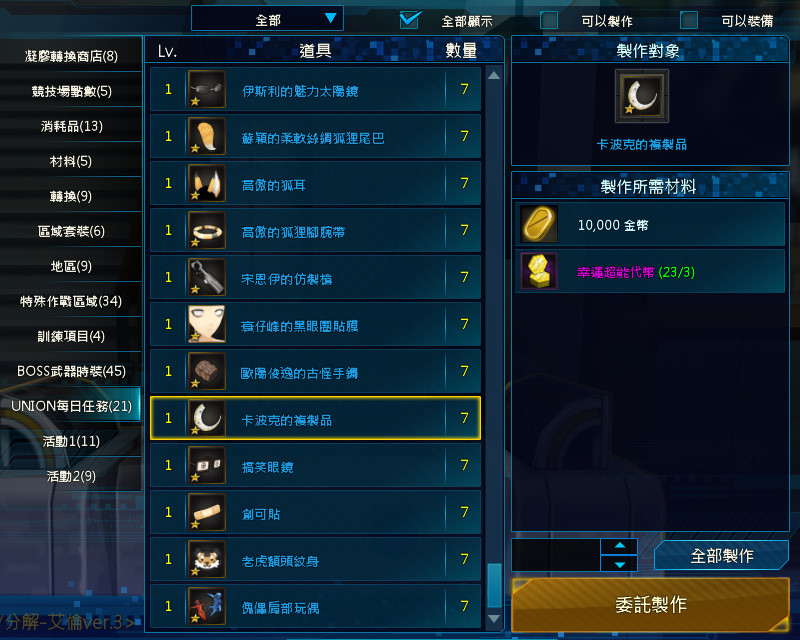 全部
全部顯示
可以製作
可以裝備
凝膠轉換商店(8)
競技場點數(5)
消耗品(13)
材料(5)
轉換(9)
區域套裝(6)
地區(9)
特殊作戰區域(34)
訓練項目(4)
BOSS武器時裝(45)
UNION每日任務(21)
活動1(11)
活動2(9)
Lv. 道具 數量
1 伊斯利的魅力太陽鏡 7
1 蘇穎的柔軟絲綢狐狸尾巴 7
1 高傲的狐耳 7
1 高傲的狐狸腳腕帶 7
1 宋恩伊的仿製槍 7
1 袁仔峰的黑眼圈貼膜 7
1 歐陽俊逸的古怪手鐲 7
1 卡波克的複製品 7
1 搞笑眼鏡 7
1 創可貼 7
1 老虎額頭紋身 7
1 傀儡肩部玩偶 7
製作對象
卡波克的複製品
製作所需材料
10,000 金幣
幸運超能代幣 (23/3)
全部製作
委託製作
/分解-艾倫ver.3>